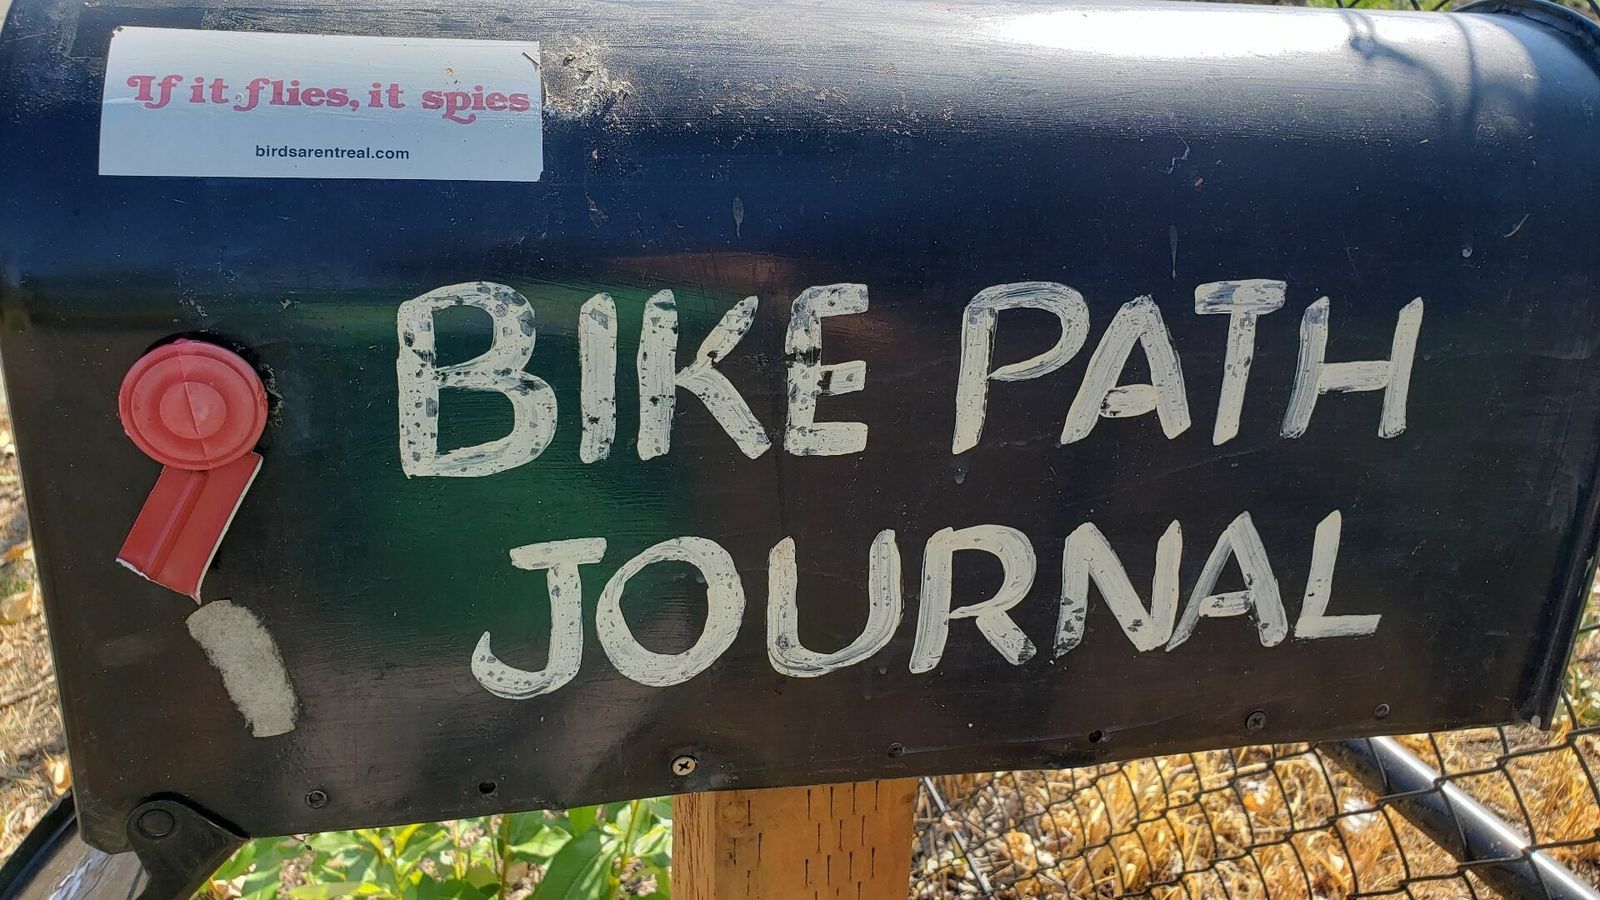 If it flies, it spies
birdsarentreal.com
BIKE PATH
JOURNAL